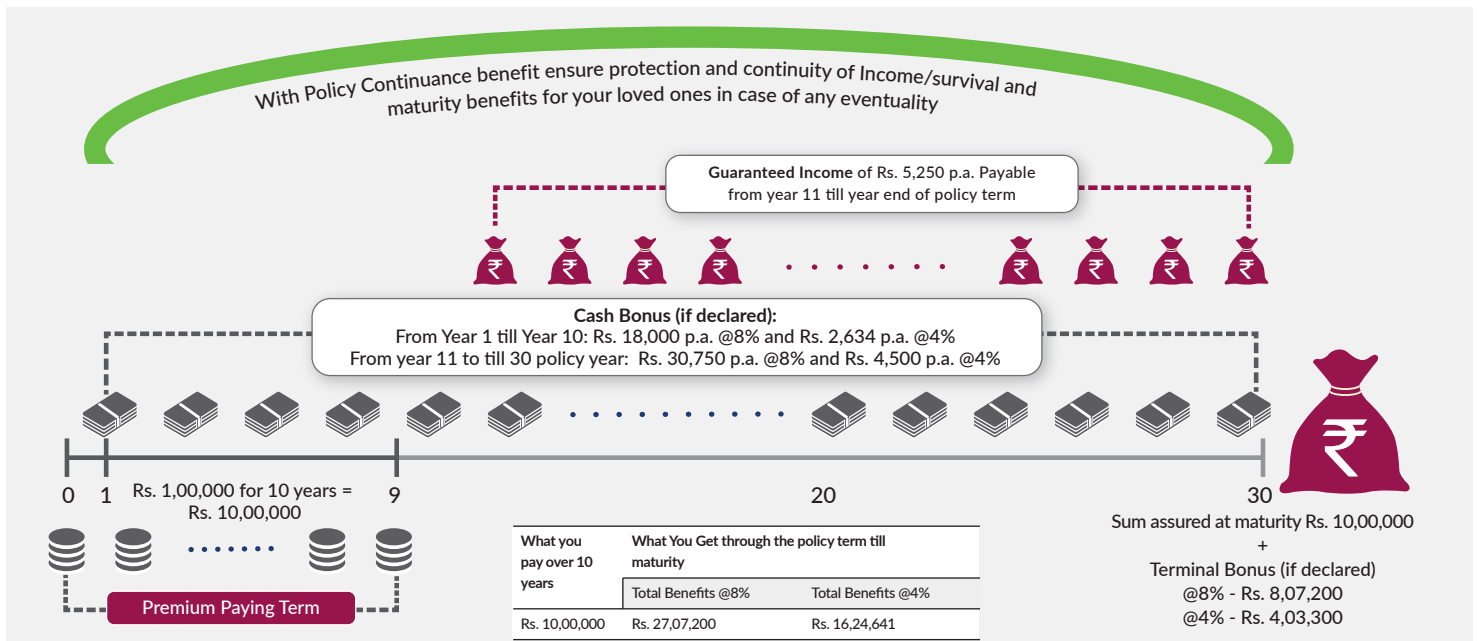 With Policy Continuance benefit ensure protection and continuity of Income/survival and
maturity benefits for your loved ones in case of any eventuality
Guaranteed Income of Rs. 5,250 p.a. Payable
from year 11 till year end of policy term
₹ ₹ ₹ ₹ ₹ ₹ ₹ ₹
Cash Bonus (if declared):
From Year 1 till Year 10: Rs. 18,000 p.a. @8% and Rs. 2,634 p.a. @4%
From year 11 to till 30 policy year: Rs. 30,750 p.a. @8% and Rs. 4,500 p.a. @4%
₹
0 1 9 20 30
Rs. 1,00,000 for 10 years =
Rs. 10,00,000
Premium Paying Term
What you
pay over 10
years
What You Get through the policy term till
maturity
Total Benefits @8% Total Benefits @4%
Rs. 10,00,000 Rs. 27,07,200 Rs. 16,24,641
Sum assured at maturity Rs. 10,00,000
+
Terminal Bonus (if declared)
@8% - Rs. 8,07,200
@4% - Rs. 4,03,300